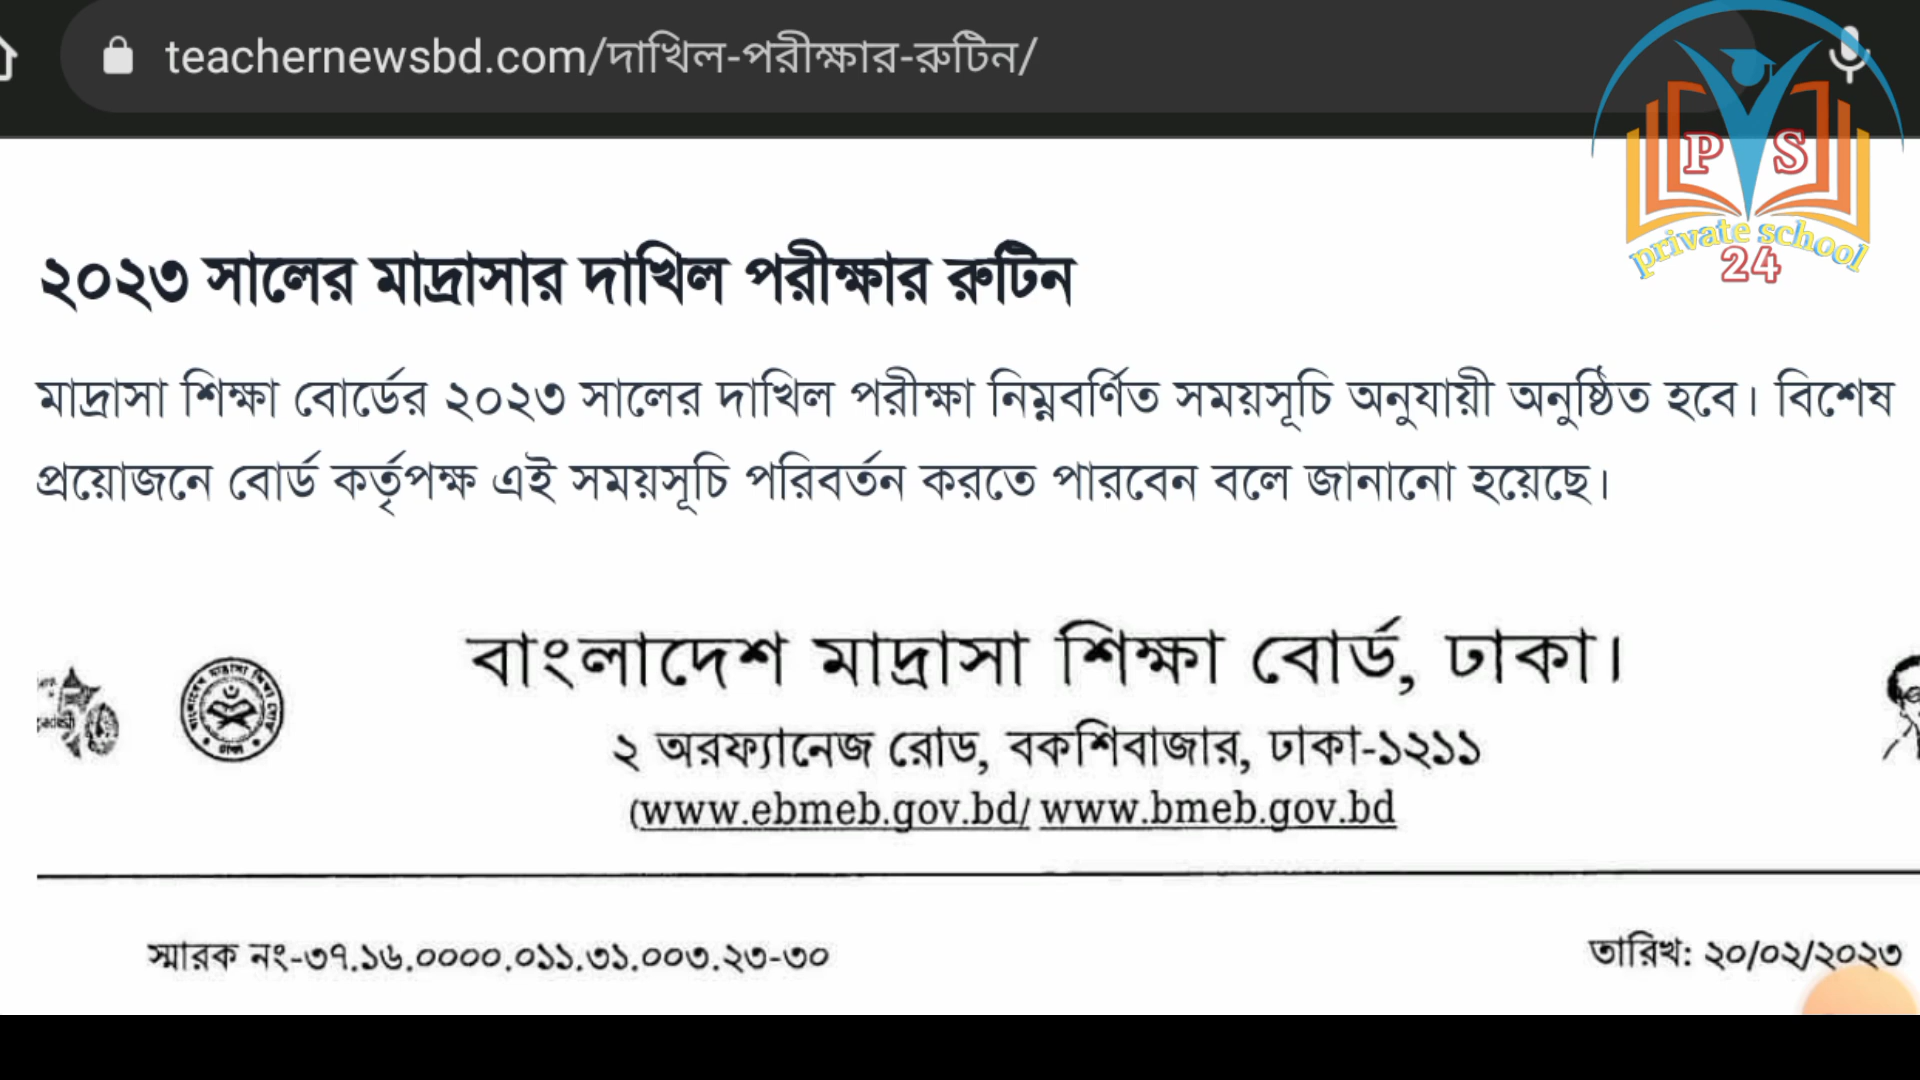 teachernewsbd.com/দাখিল-পরীক্ষার-রুটিন/
P S
private school
24
২০২৩ সালের মাদ্রাসার দাখিল পরীক্ষার রুটিন
মাদ্রাসা শিক্ষা বোর্ডের ২০২৩ সালের দাখিল পরীক্ষা নিম্নবর্ণিত সময়সূচি অনুযায়ী অনুষ্ঠিত হবে। বিশেষ
প্রয়োজনে বোর্ড কর্তৃপক্ষ এই সময়সূচি পরিবর্তন করতে পারবেন বলে জানানো হয়েছে।
বাংলাদেশ মাদ্রাসা শিক্ষা বোর্ড, ঢাকা।
২ অরফ্যানেজ রোড, বকশিবাজার, ঢাকা-১২১১
(www.ebmeb.gov.bd/ www.bmeb.gov.bd
স্মারক নং-৩৭.১৬.০০০০.০১১.৩১.০০৩.২৩-৩০
তারিখ: ২০/০২/২০২৩